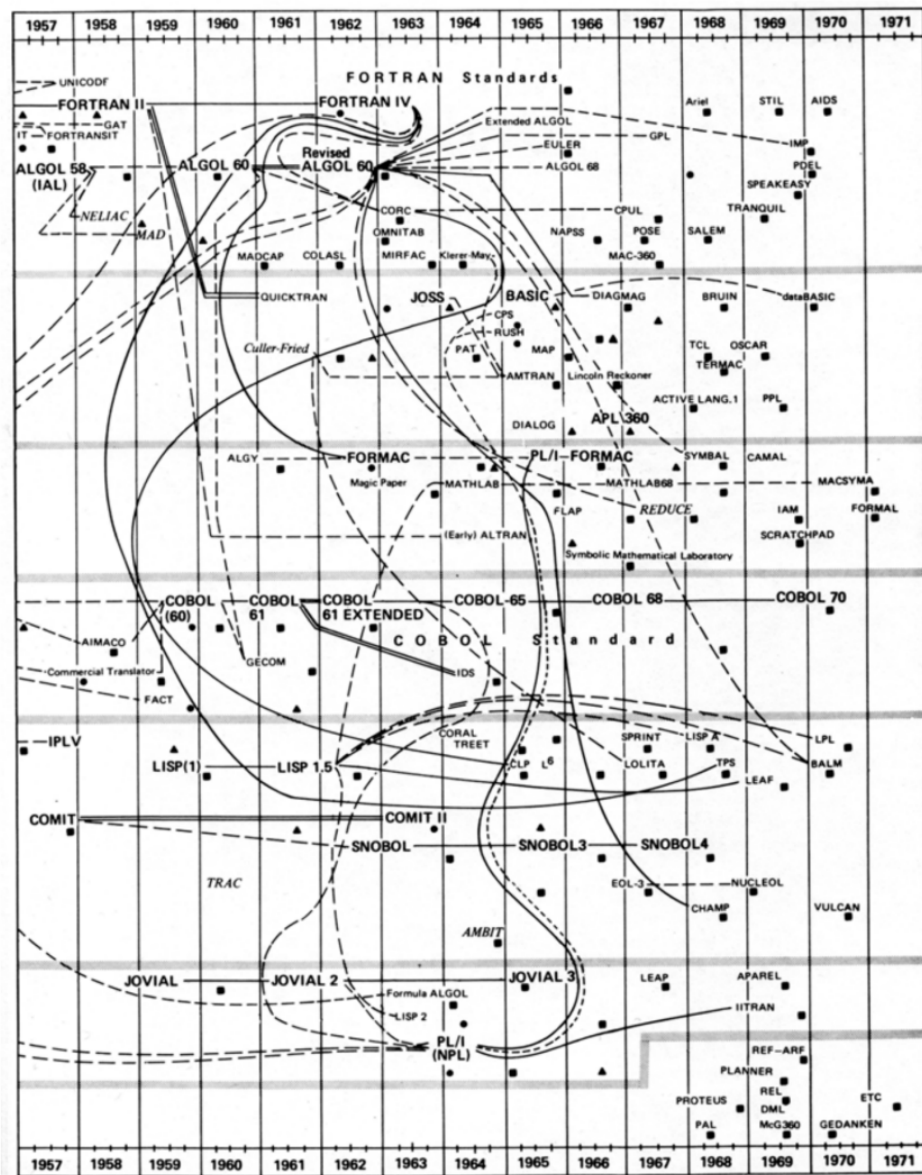 1957 1958 1959 1960 1961 1962 1963 1964 1965 1966 1967 1968 1969 1970 1971
FORTRAN Standards
UNICODE
FORTRAN II FORTRAN IV Ariel STIL AIDS
GAT Extended ALGOL
IT FORTRANSIT GPL
EULER IMP
Revised
ALGOL 58 ALGOL 60 ALGOL 60 ALGOL 68 PDEL
(IAL) SPEAKEASY
NELIAC CORC CPUL TRANQUIL
MAD OMNITAB NAPSS POSE SALEM
MADCAP COLASL MIRFAC Klerer-May MAC-360
QUICKTRAN JOSS BASIC DIAGMAG BRUIN dataBASIC
CPS
RUSH
Culler-Fried PAT MAP TCL OSCAR
TERMAC
AMTRAN Lincoln Reckoner
ACTIVE LANG.1 PPL
DIALOG APL 360
ALGY FORMAC PL/I-FORMAC SYMBAL CAMAL
Magic Paper MATHLAB MATHLAB68 MACSYMA
FLAP REDUCE IAM FORMAL
(Early) ALTRAN SCRATCHPAD
Symbolic Mathematical Laboratory
COBOL COBOL COBOL COBOL-65 COBOL 68 COBOL 70
(60) 61 61 EXTENDED
AIMACO COBOL Standard
GECOM
Commercial Translator IDS
FACT
CORAL
IPLV TREET SPRINT LISP A LPL
LISP(1) LISP 1.5 CLP L6 LOLITA TPS BALM
LEAF
COMIT COMIT II
SNOBOL SNOBOL3 SNOBOL4
TRAC EOL-3 NUCLEOL
CHAMP VULCAN
AMBIT
JOVIAL JOVIAL 2 JOVIAL 3 LEAP APAREL
Formula ALGOL
LISP 2 IITRAN
PL/I
(NPL)
REF-ARF
PLANNER
REL
PROTEUS DML ETC
PAL McG360 GEDANKEN
1957 1958 1959 1960 1961 1962 1963 1964 1965 1966 1967 1968 1969 1970 1971